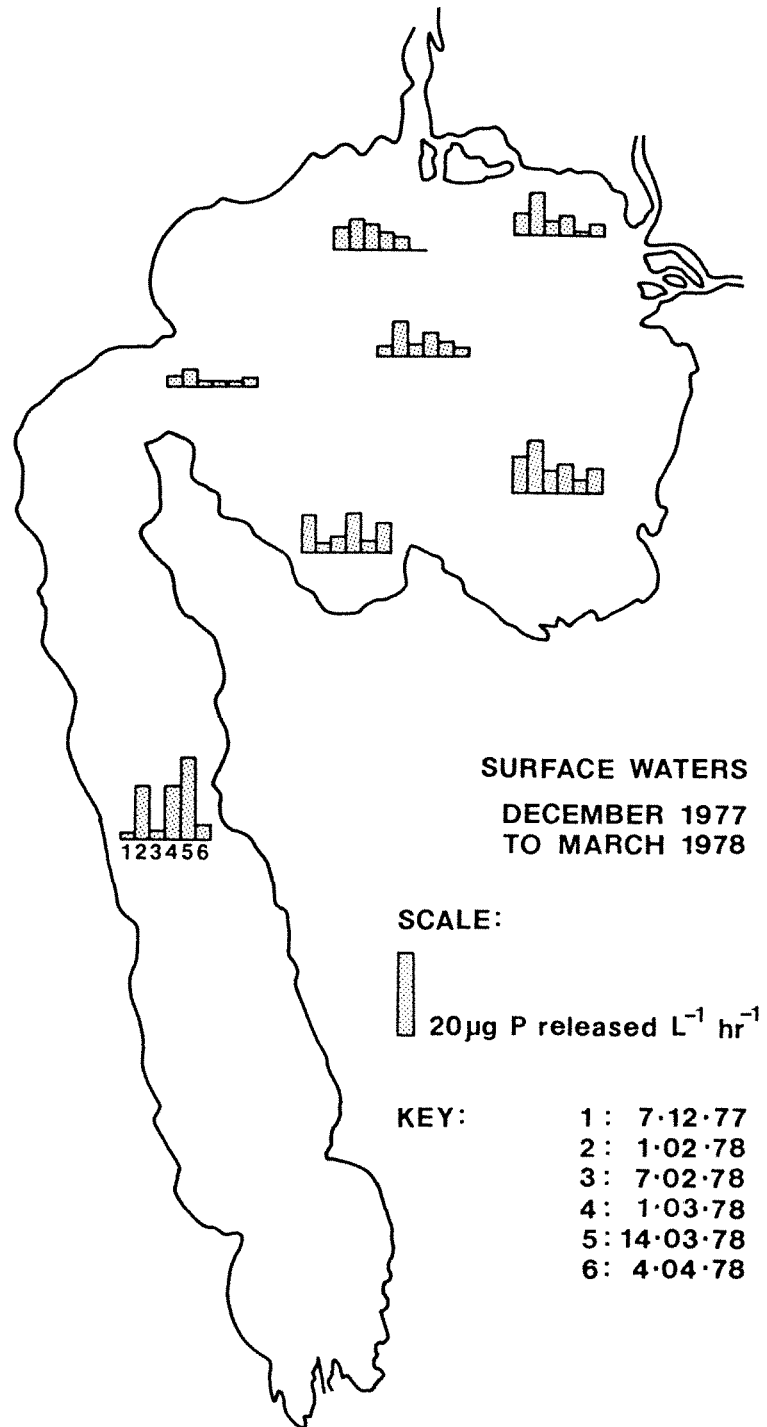 123456
SURFACE WATERS
DECEMBER 1977
TO MARCH 1978
SCALE:
20µg P released L⁻¹ hr⁻¹
KEY: 1: 7·12·77
2: 1·02·78
3: 7·02·78
4: 1·03·78
5: 14·03·78
6: 4·04·78